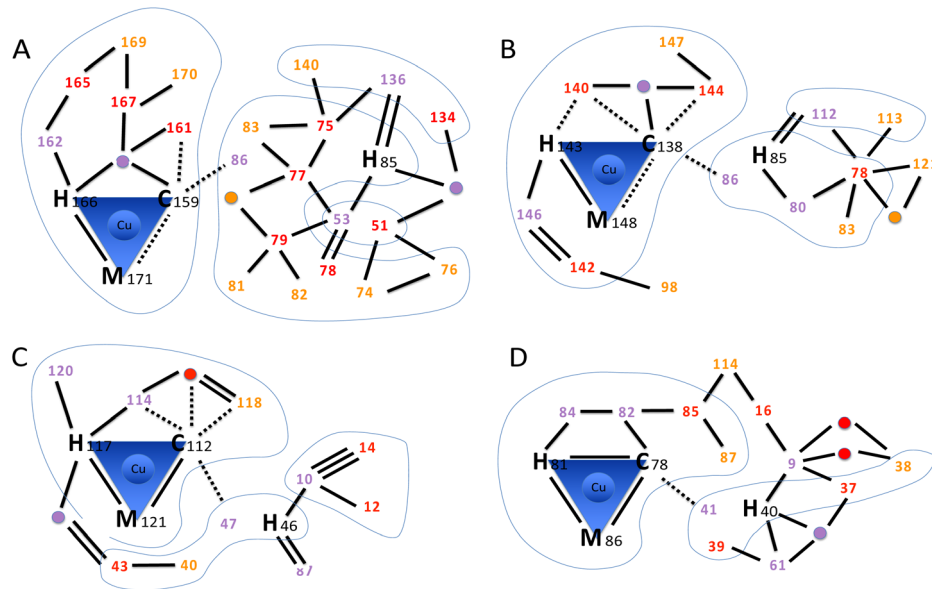 A
169
140
136
165
170
167
161
134
83
75
162
86
H85
77
H166
C159
Cu
53
51
79
M171
78
76
81
82
74
B
147
140
144
112
113
H143
C138
H85
Cu
86
78
121
80
146
M148
83
142
98
C
120
114
118
14
H117
C112
Cu
10
12
M121
47
H46
43
40
87
D
114
84
82
85
16
87
9
38
H81
C78
37
Cu
41
H40
M86
39
61